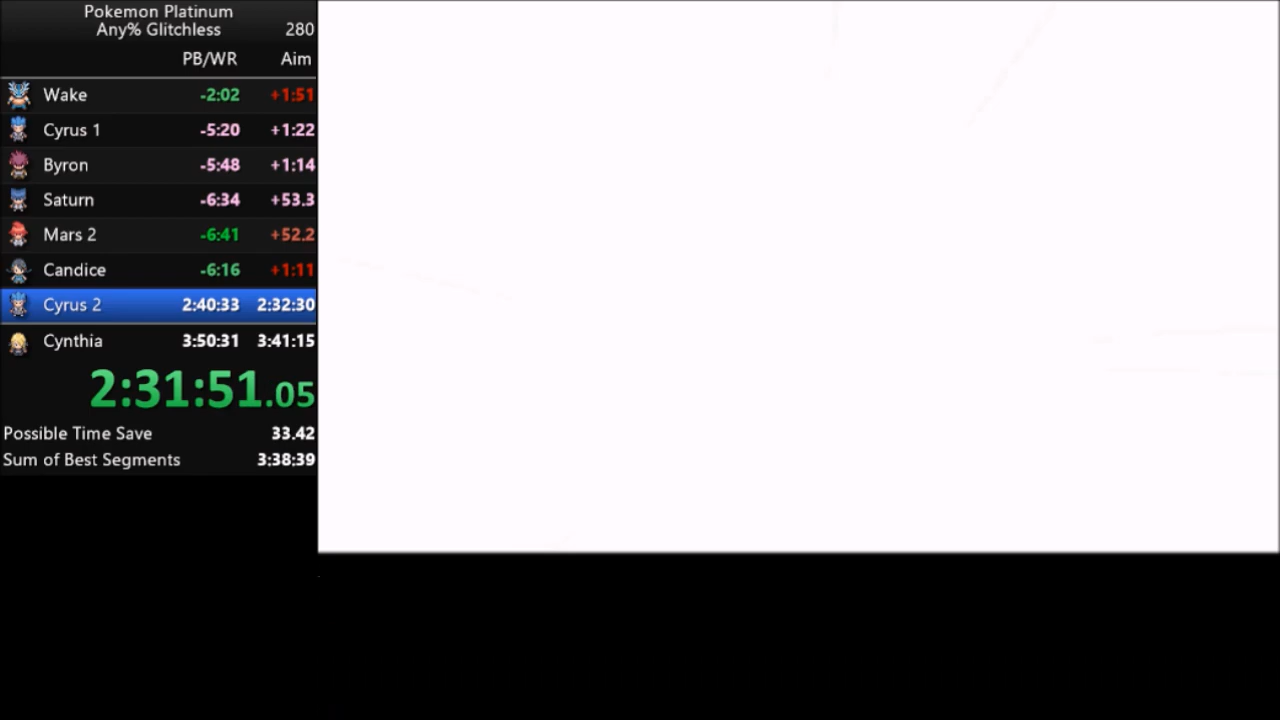 Pokemon Platinum
Any% Glitchless 280
PB/WR Aim
Wake -2:02 +1:51
Cyrus 1 -5:20 +1:22
Byron -5:48 +1:14
Saturn -6:34 +53.3
Mars 2 -6:41 +52.2
Candice -6:16 +1:11
Cyrus 2 2:40:33 2:32:30
Cynthia 3:50:31 3:41:15
2:31:51.05
Possible Time Save 33.42
Sum of Best Segments 3:38:39